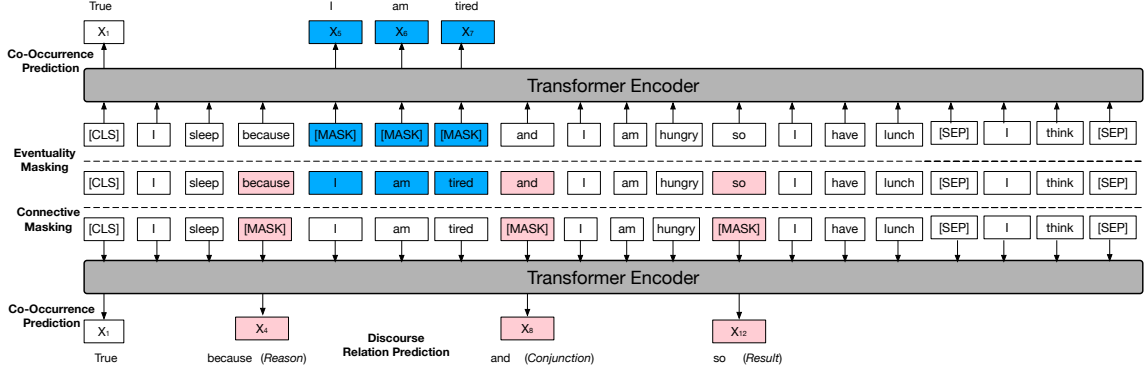 True I am tired
X₁ X₅ X₆ X₇
Co-Occurrence
Prediction
Transformer Encoder
[CLS] I sleep because [MASK] [MASK] [MASK] and I am hungry so I have lunch [SEP] I think [SEP]
Eventuality
Masking
[CLS] I sleep because I am tired and I am hungry so I have lunch [SEP] I think [SEP]
Connective
Masking
[CLS] I sleep [MASK] I am tired [MASK] I am hungry [MASK] I have lunch [SEP] I think [SEP]
Transformer Encoder
Co-Occurrence
Prediction
X₁ X₄ X₈ X₁₂
Discourse
Relation Prediction
True because (Reason) and (Conjunction) so (Result)